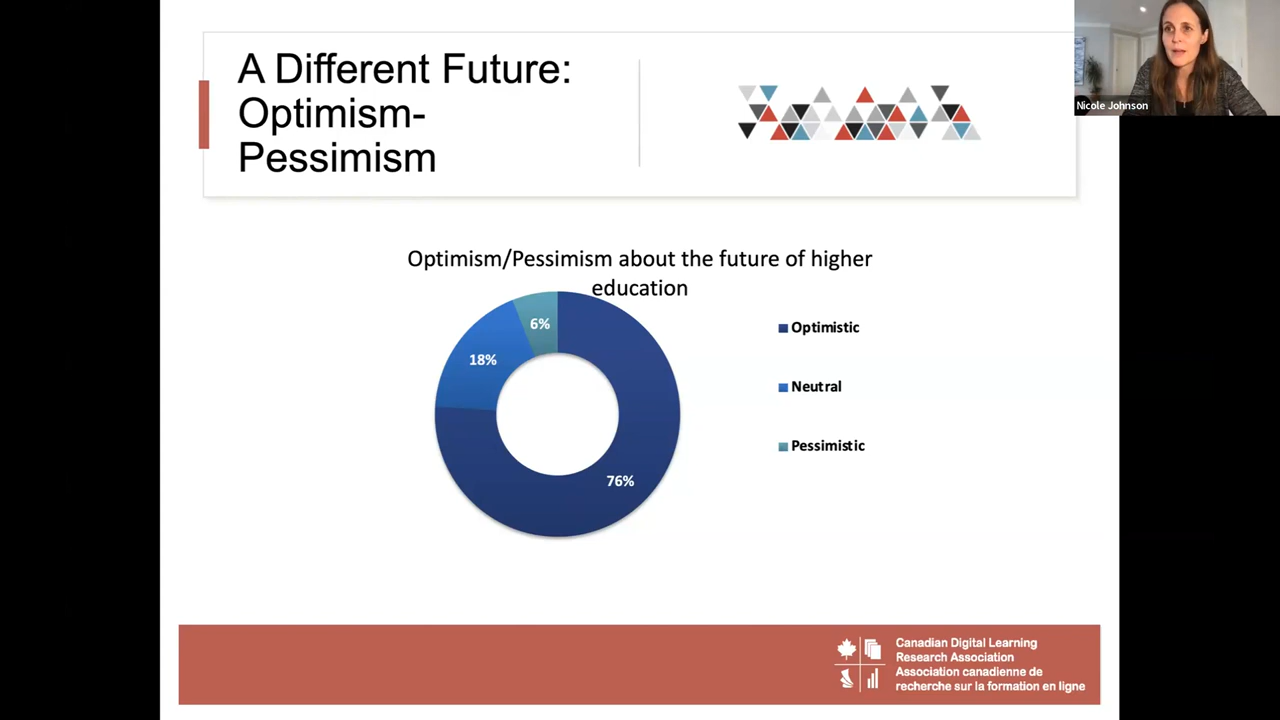 A Different Future:
Optimism-
Pessimism
Nicole Johnson
Optimism/Pessimism about the future of higher
education
6%
18%
76%
Optimistic
Neutral
Pessimistic
Canadian Digital Learning
Research Association
Association canadienne de
recherche sur la formation en ligne